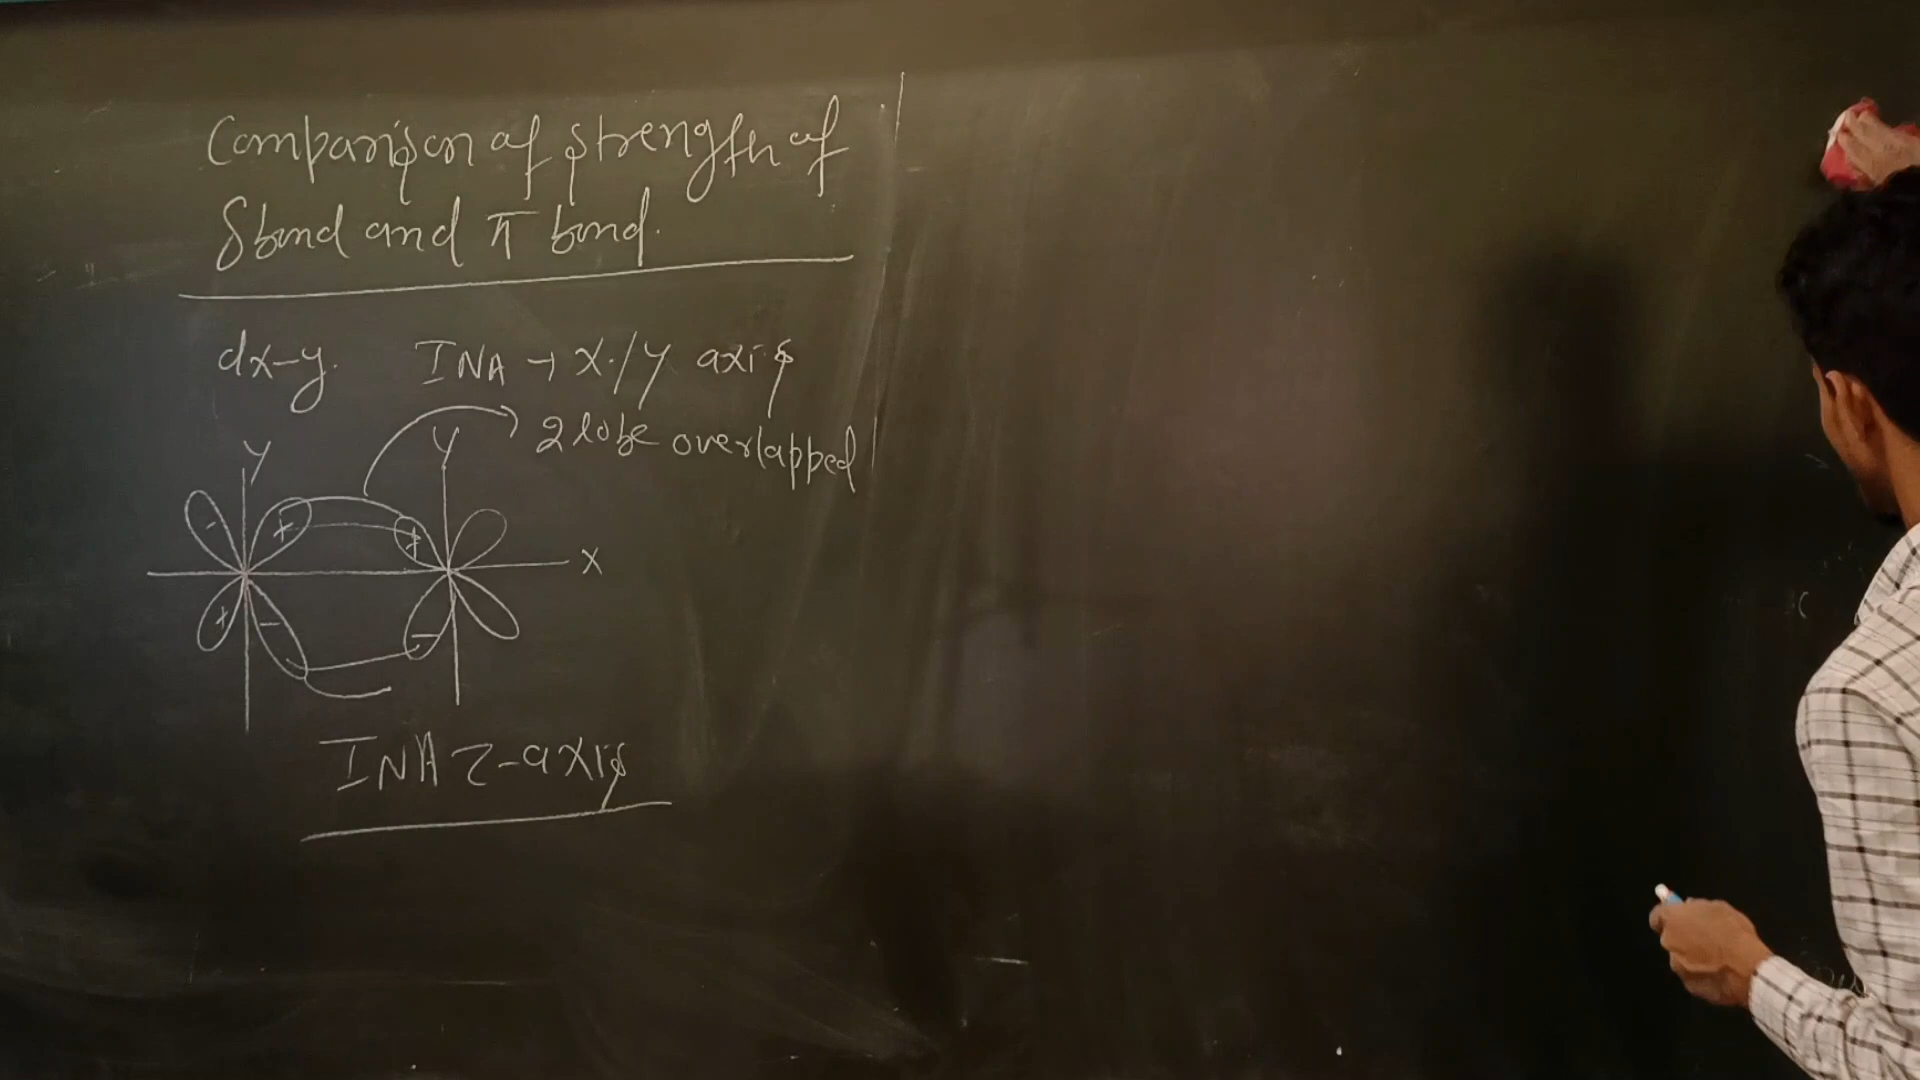 Comparison of strength of
δ bond and π bond.
dx-y. INA → x/y axis
2 lobe overlapped
y y
- + +
x
+ - -
INA z-axis